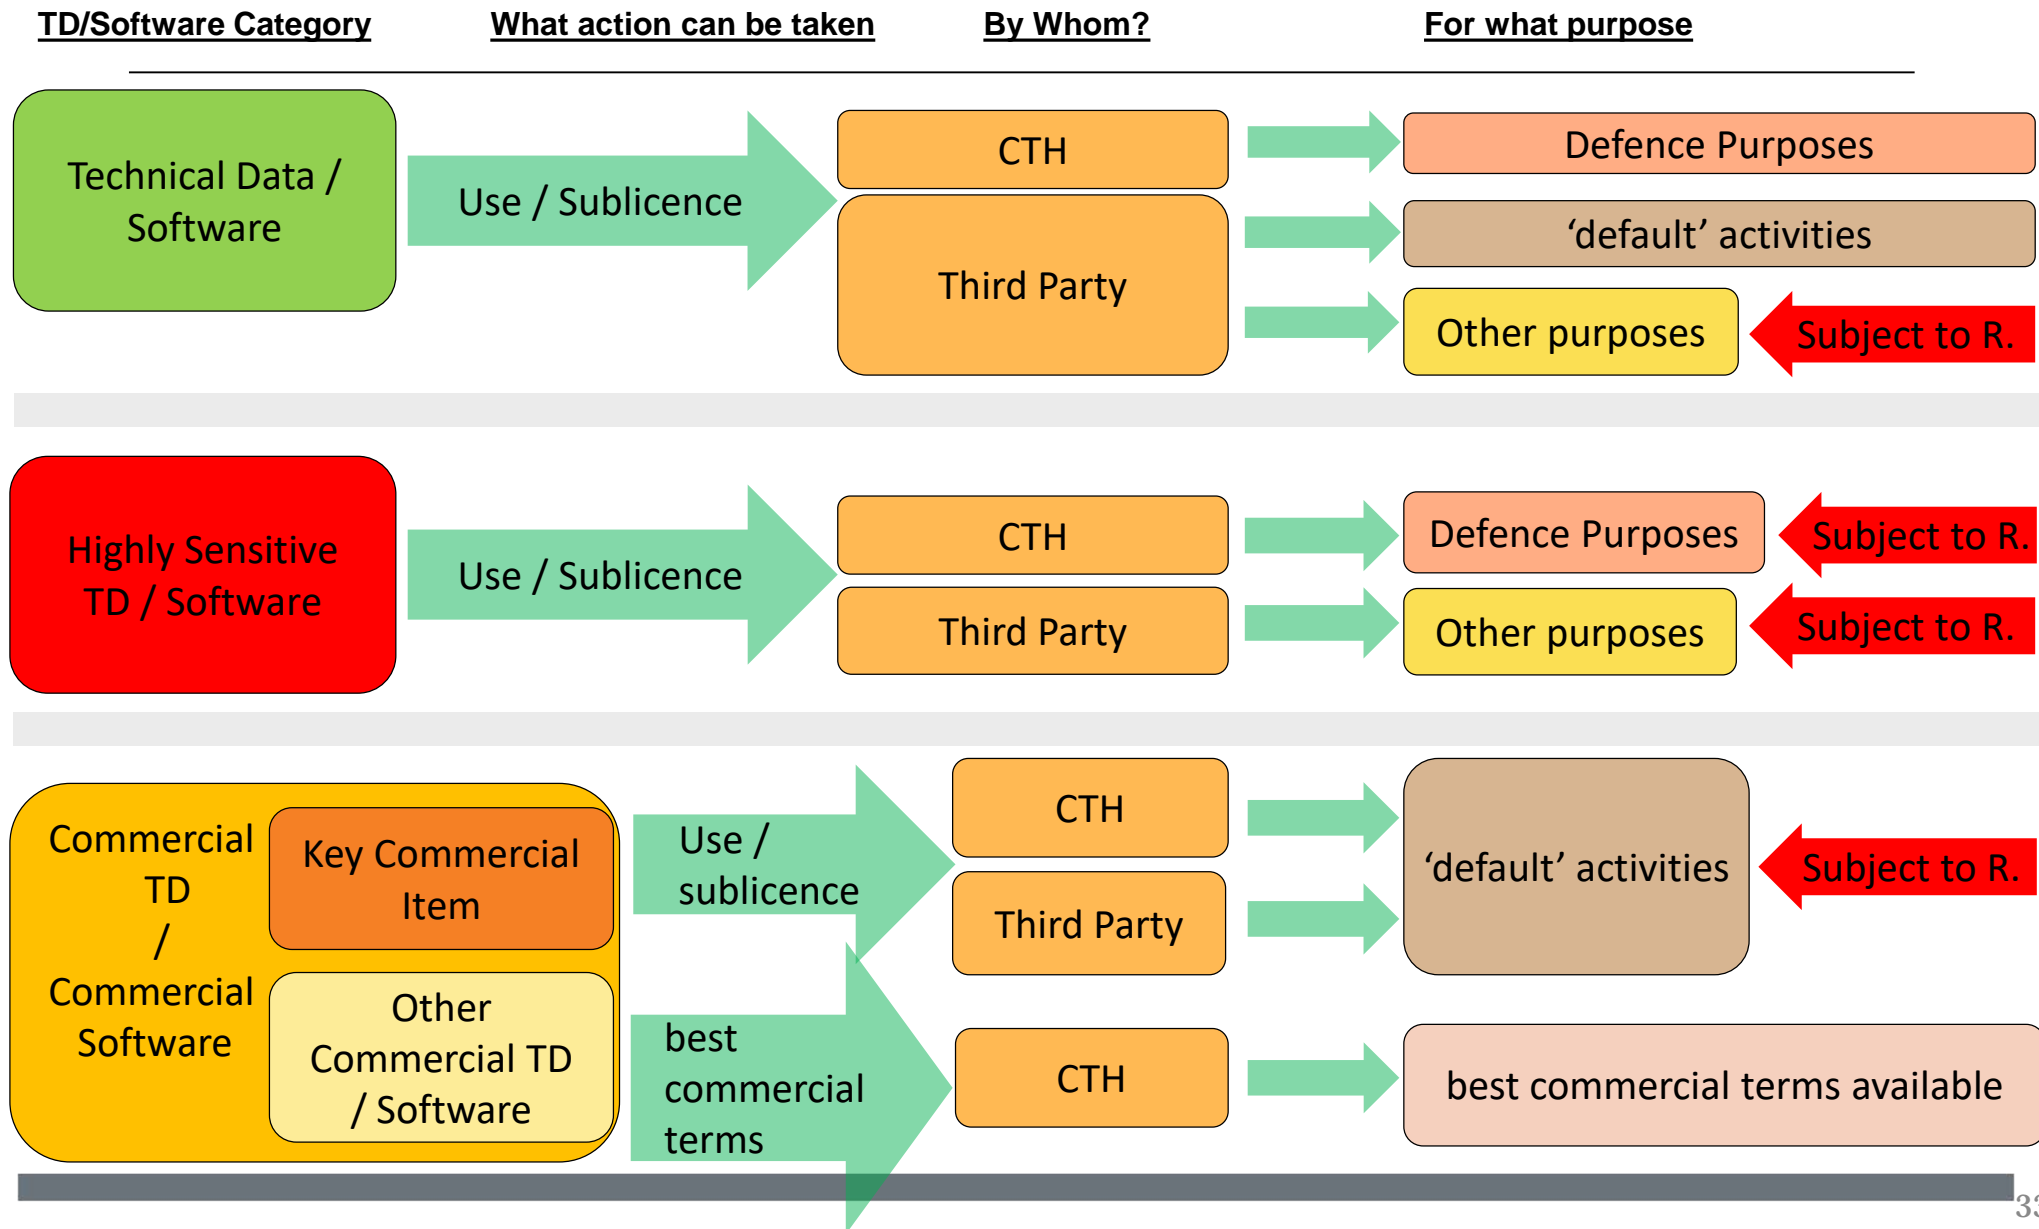 TD/Software Category
What action can be taken
By Whom?
For what purpose
Technical Data /
Software
Use / Sublicence
CTH
Third Party
Defence Purposes
‘default’ activities
Other purposes
Subject to R.
Highly Sensitive
TD / Software
Use / Sublicence
CTH
Third Party
Defence Purposes
Subject to R.
Other purposes
Subject to R.
Commercial
TD
/
Commercial
Software
Key Commercial
Item
Use /
sublicence
CTH
Third Party
‘default’ activities
Subject to R.
Other
Commercial TD
/ Software
best
commercial
terms
CTH
best commercial terms available
33